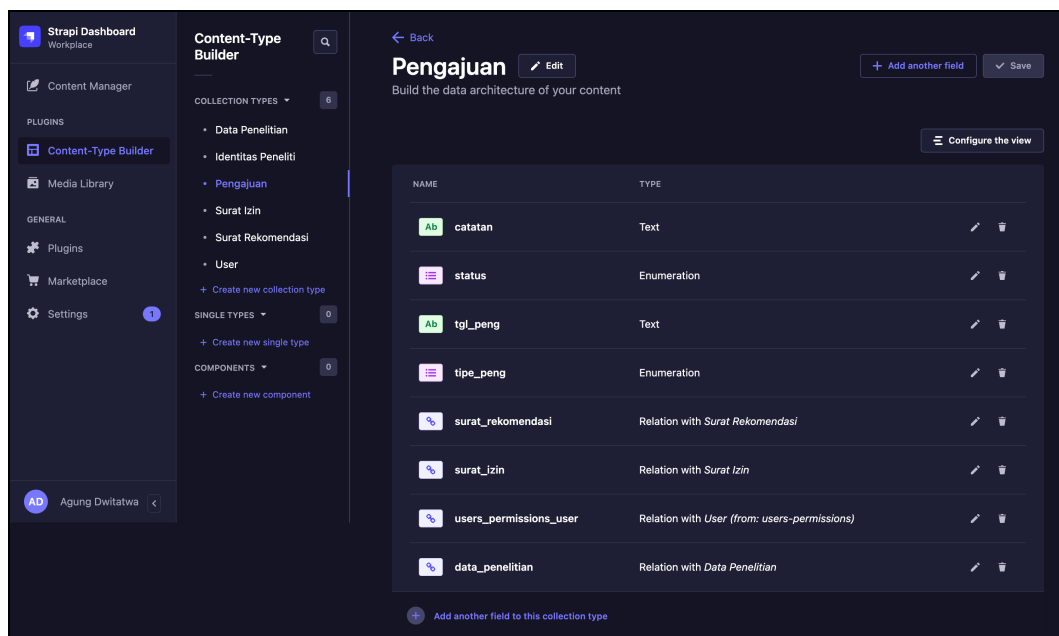 Strapi Dashboard
Workplace
Content Manager
PLUGINS
Content-Type Builder
Media Library
GENERAL
Plugins
Marketplace
Settings
1
AD
Agung Dwitatwa
Content-Type
Builder
COLLECTION TYPES
6
Data Penelitian
Identitas Peneliti
Pengajuan
Surat Izin
Surat Rekomendasi
User
+ Create new collection type
SINGLE TYPES
0
+ Create new single type
COMPONENTS
0
+ Create new component
Back
Pengajuan
Edit
Build the data architecture of your content
+ Add another field
Save
Configure the view
NAME TYPE
Ab catatan Text
status Enumeration
Ab tgl_peng Text
tipe_peng Enumeration
surat_rekomendasi Relation with Surat Rekomendasi
surat_izin Relation with Surat Izin
users_permissions_user Relation with User (from: users-permissions)
data_penelitian Relation with Data Penelitian
+ Add another field to this collection type